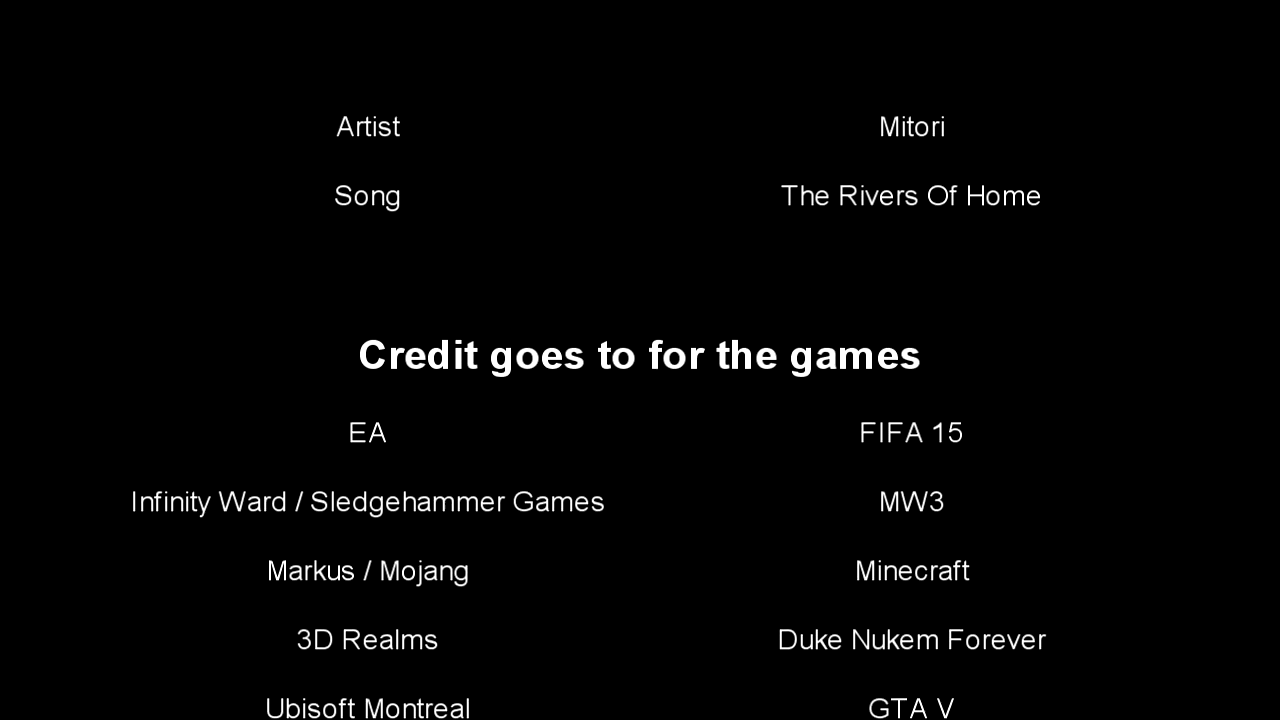 Artist Mitori
Song The Rivers Of Home
Credit goes to for the games
EA FIFA 15
Infinity Ward / Sledgehammer Games MW3
Markus / Mojang Minecraft
3D Realms Duke Nukem Forever
Ubisoft Montreal GTA V